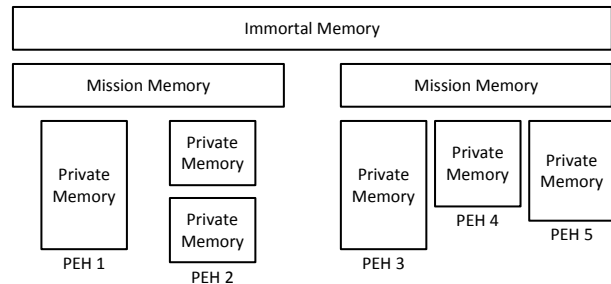 Immortal Memory
Mission Memory
Mission Memory
Private
Memory
PEH 1
Private
Memory
Private
Memory
PEH 2
Private
Memory
PEH 3
Private
Memory
PEH 4
Private
Memory
PEH 5